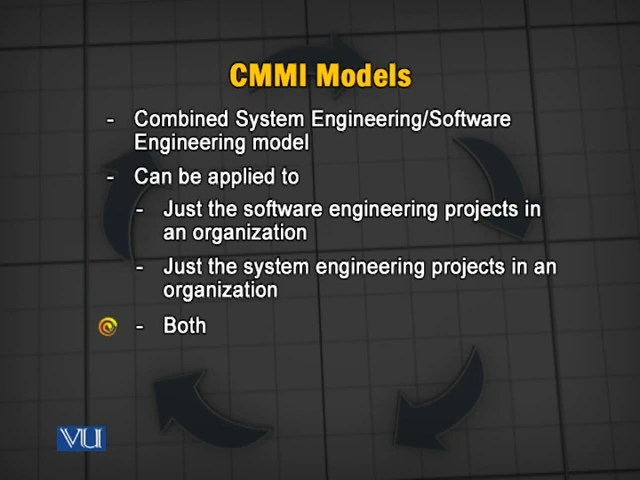 CMMI Models
- Combined System Engineering/Software
Engineering model
- Can be applied to
- Just the software engineering projects in
an organization
- Just the system engineering projects in an
organization
- Both
VU